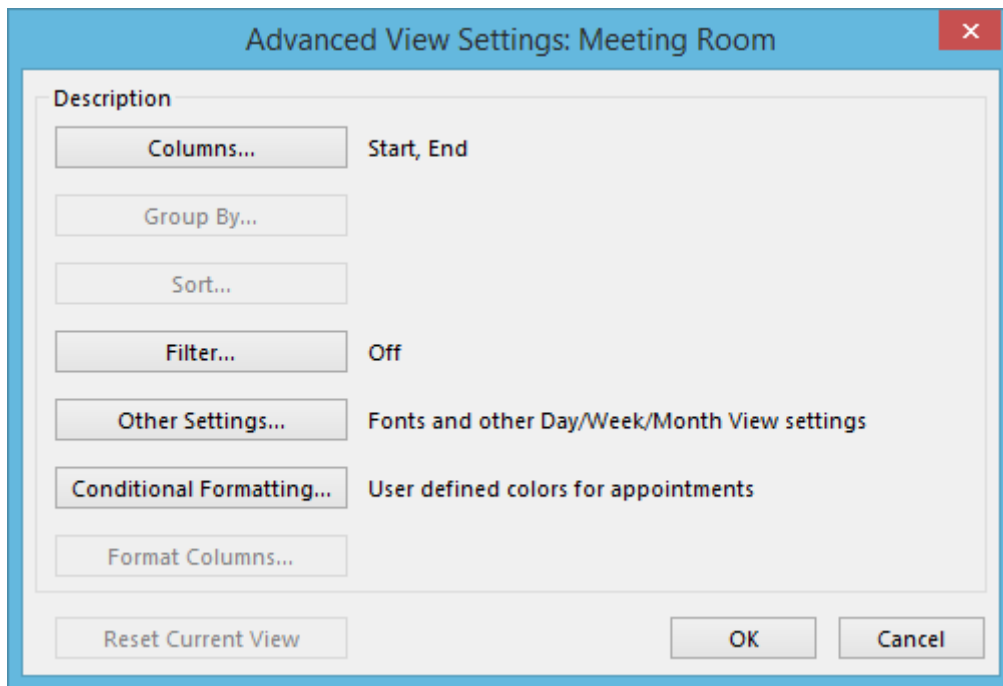 Advanced View Settings: Meeting Room
Description
Columns... Start, End
Group By...
Sort...
Filter... Off
Other Settings... Fonts and other Day/Week/Month View settings
Conditional Formatting... User defined colors for appointments
Format Columns...
Reset Current View OK Cancel